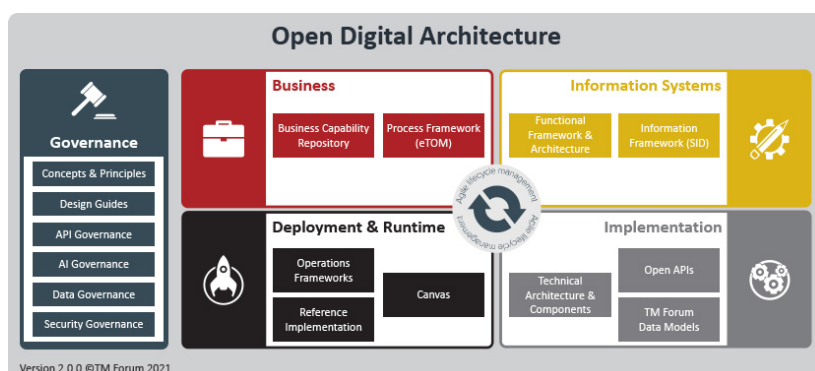 Open Digital Architecture
Governance
Concepts & Principles
Design Guides
API Governance
AI Governance
Data Governance
Security Governance
Business
Business Capability
Repository
Process Framework
(eTOM)
Information Systems
Functional
Framework &
Architecture
Information
Framework (SID)
Agile lifecycle management
Agile lifecycle management
Deployment & Runtime
Operations
Frameworks
Reference
Implementation
Canvas
Implementation
Technical
Architecture &
Components
Open APIs
TM Forum
Data Models
Version 2.0.0 ©TM Forum 2021